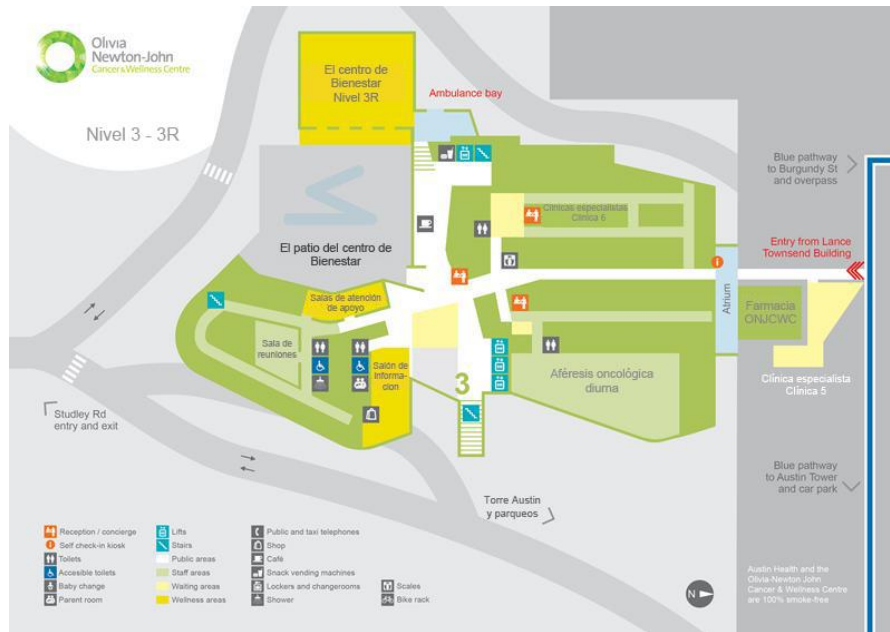 Olivia
Newton-John
Cancer & Wellness Centre
Nivel 3 - 3R
El centro de
Bienestar
Nivel 3R
Ambulance bay
Blue pathway
to Burgundy St
and overpass
Clínicas especialistas
Clínica 6
El patio del centro de
Bienestar
Entry from Lance
Townsend Building
Salas de atención
de apoyo
Atrium
Farmacia
ONJCWC
Sala de
reuniones
Salón de
informa-
cion
3
Aféresis oncológica
diurna
Clínica especialista
Clínica 5
Studley Rd
entry and exit
Blue pathway
to Austin Tower
and car park
Torre Austin
y parqueos
Reception / concierge
Self check-in kiosk
Toilets
Accesible toilets
Baby change
Parent room
Lifts
Stairs
Public areas
Staff areas
Waiting areas
Wellness areas
Public and taxi telephones
Shop
Café
Snack vending machines
Lockers and changerooms
Shower
Scales
Bike rack
N
Austin Health and the
Olivia-Newton John
Cancer & Wellness Centre
are 100% smoke-free